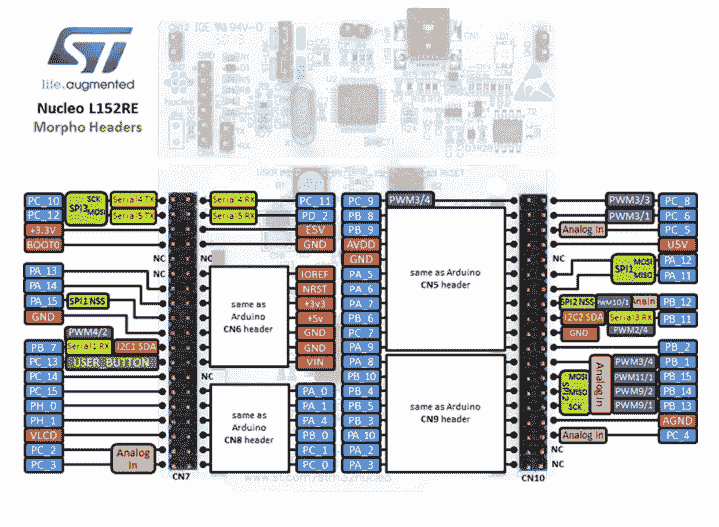 ST
life.augmented
Nucleo L152RE
Morpho Headers
PC_10 SPI3 SCK Serial4 TX Serial4 RX PC_11
PC_12 MOSI Serial5 TX Serial5 RX PD_2
+3.3V E5V
BOOT0 GND
NC NC
PA_13 IOREF
PA_14 NRST
PA_15 SPI1 NSS +3v3
GND +5v
PWM4/2 GND
PB_7 Serial1 RX I2C1 SDA GND
PC_13 USER_BUTTON VIN
PC_14 NC
PC_15 PA_0
PH_0 PA_1
PH_1 PA_4
VLCD PB_0
PC_2 Analog In PC_1
PC_3 PC_0
same as
Arduino
CN6 header
same as
Arduino
CN8 header
CN7
PC_9 PWM3/4 PWM3/3 PC_8
PB_8 PWM3/1 PC_6
PB_9 Analog In PC_5
AVDD U5V
GND NC
PA_5 SPI1 MOSI PA_12
PA_6 PA_11
PA_7 SPI2 NSS PWM10/1 PB_12
PB_6 I2C2 SDA Serial3 RX PB_11
PC_7 GND PWM2/4
PA_9 PB_2
PA_8 PWM3/4 PB_1
PB_10 SPI2 MOSI Analog In PWM11/1 PB_15
PB_4 MISO PWM9/2 PB_14
PB_5 SCK PWM9/1 PB_13
PB_3 AGND
PA_10 Analog In PC_4
PA_2 NC
PA_3 NC
same as Arduino
CN5 header
same as Arduino
CN9 header
CN10
www.st.com/stm32nucleo